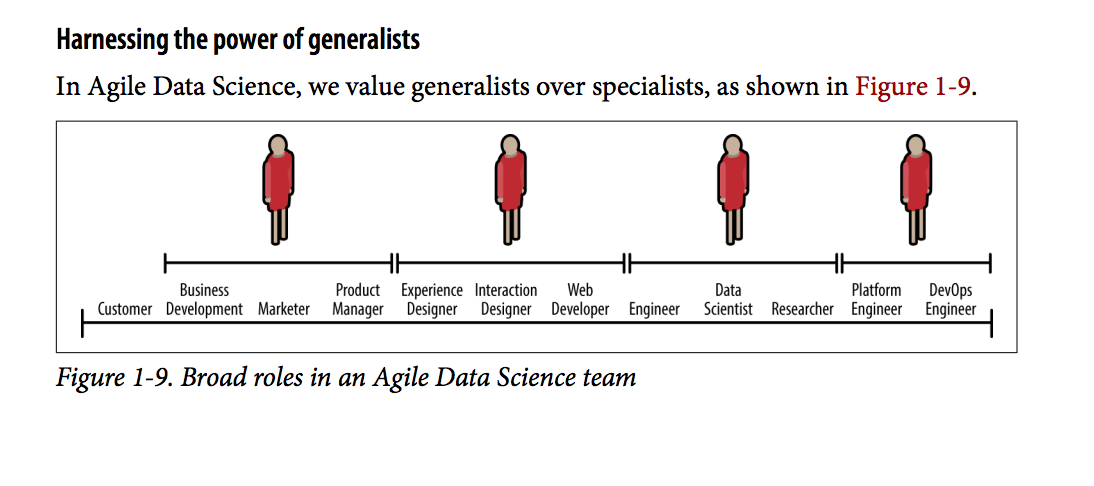 Harnessing the power of generalists
In Agile Data Science, we value generalists over specialists, as shown in Figure 1-9.
Customer
Business
Development
Marketer
Product
Manager
Experience
Designer
Interaction
Designer
Web
Developer
Engineer
Data
Scientist
Researcher
Platform
Engineer
DevOps
Engineer
Figure 1-9. Broad roles in an Agile Data Science team